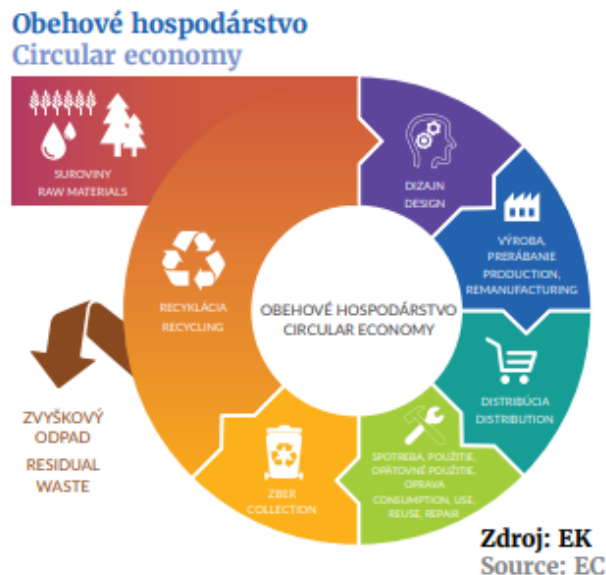 Obehové hospodárstvo
Circular economy
SUROVINY
RAW MATERIALS
DIZAJN
DESIGN
VÝROBA,
PRERÁBANIE
PRODUCTION,
REMANUFACTURING
RECYKLÁCIA
RECYCLING
OBEHOVÉ HOSPODÁRSTVO
CIRCULAR ECONOMY
DISTRIBÚCIA
DISTRIBUTION
ZVYŠKOVÝ
ODPAD
RESIDUAL
WASTE
SPOTREBA, POUŽITIE,
OPÄTOVNÉ POUŽITIE,
OPRAVA
CONSUMPTION, USE,
REUSE, REPAIR
ZBER
COLLECTION
Zdroj: EK
Source: EC